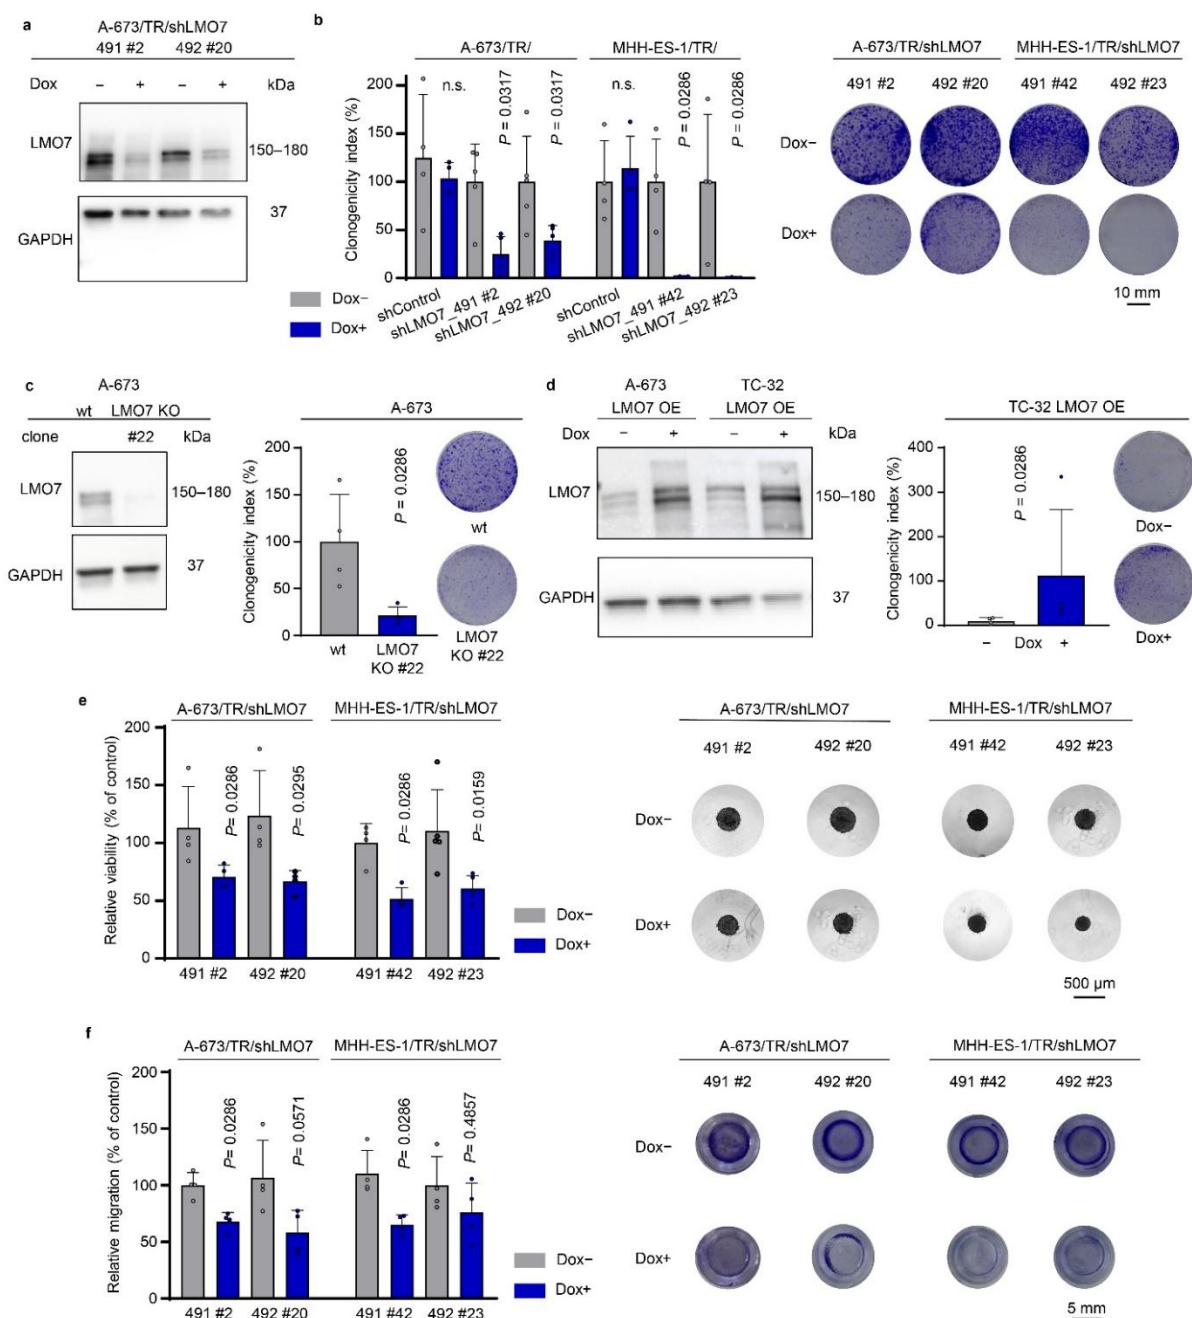 a
A-673/TR/shLMO7
491 #2 492 #20
Dox – + – + kDa
LMO7 150–180
GAPDH 37
b
A-673/TR/ MHH-ES-1/TR/
Clonogenicity index (%)
200
150
100
50
0
n.s. P = 0.0317 P = 0.0317 n.s. P = 0.0286 P = 0.0286
shControl shLMO7_491 #2 shLMO7_492 #20 shControl shLMO7_491 #42 shLMO7_492 #23
Dox–
Dox+
A-673/TR/shLMO7 MHH-ES-1/TR/shLMO7
491 #2 492 #20 491 #42 492 #23
Dox–
Dox+
10 mm
c
A-673
wt LMO7 KO
clone #22 kDa
LMO7 150–180
GAPDH 37
A-673
Clonogenicity index (%)
200
150
100
50
0
P = 0.0286
wt LMO7 KO #22
wt
LMO7
KO #22
d
A-673 TC-32
LMO7 OE LMO7 OE
Dox – + – + kDa
LMO7 150–180
GAPDH 37
TC-32 LMO7 OE
Clonogenicity index (%)
400
300
200
100
0
P = 0.0286
– Dox +
Dox–
Dox+
e
A-673/TR/shLMO7 MHH-ES-1/TR/shLMO7
Relative viability (% of control)
200
150
100
50
0
P= 0.0286 P= 0.0295 P= 0.0286 P= 0.0159
491 #2 492 #20 491 #42 492 #23
Dox–
Dox+
A-673/TR/shLMO7 MHH-ES-1/TR/shLMO7
491 #2 492 #20 491 #42 492 #23
Dox–
Dox+
500 µm
f
A-673/TR/shLMO7 MHH-ES-1/TR/shLMO7
Relative migration (% of control)
200
150
100
50
0
P= 0.0286 P= 0.0571 P= 0.0286 P= 0.4857
491 #2 492 #20 491 #42 492 #23
Dox–
Dox+
A-673/TR/shLMO7 MHH-ES-1/TR/shLMO7
491 #2 492 #20 491 #42 492 #23
Dox–
Dox+
5 mm